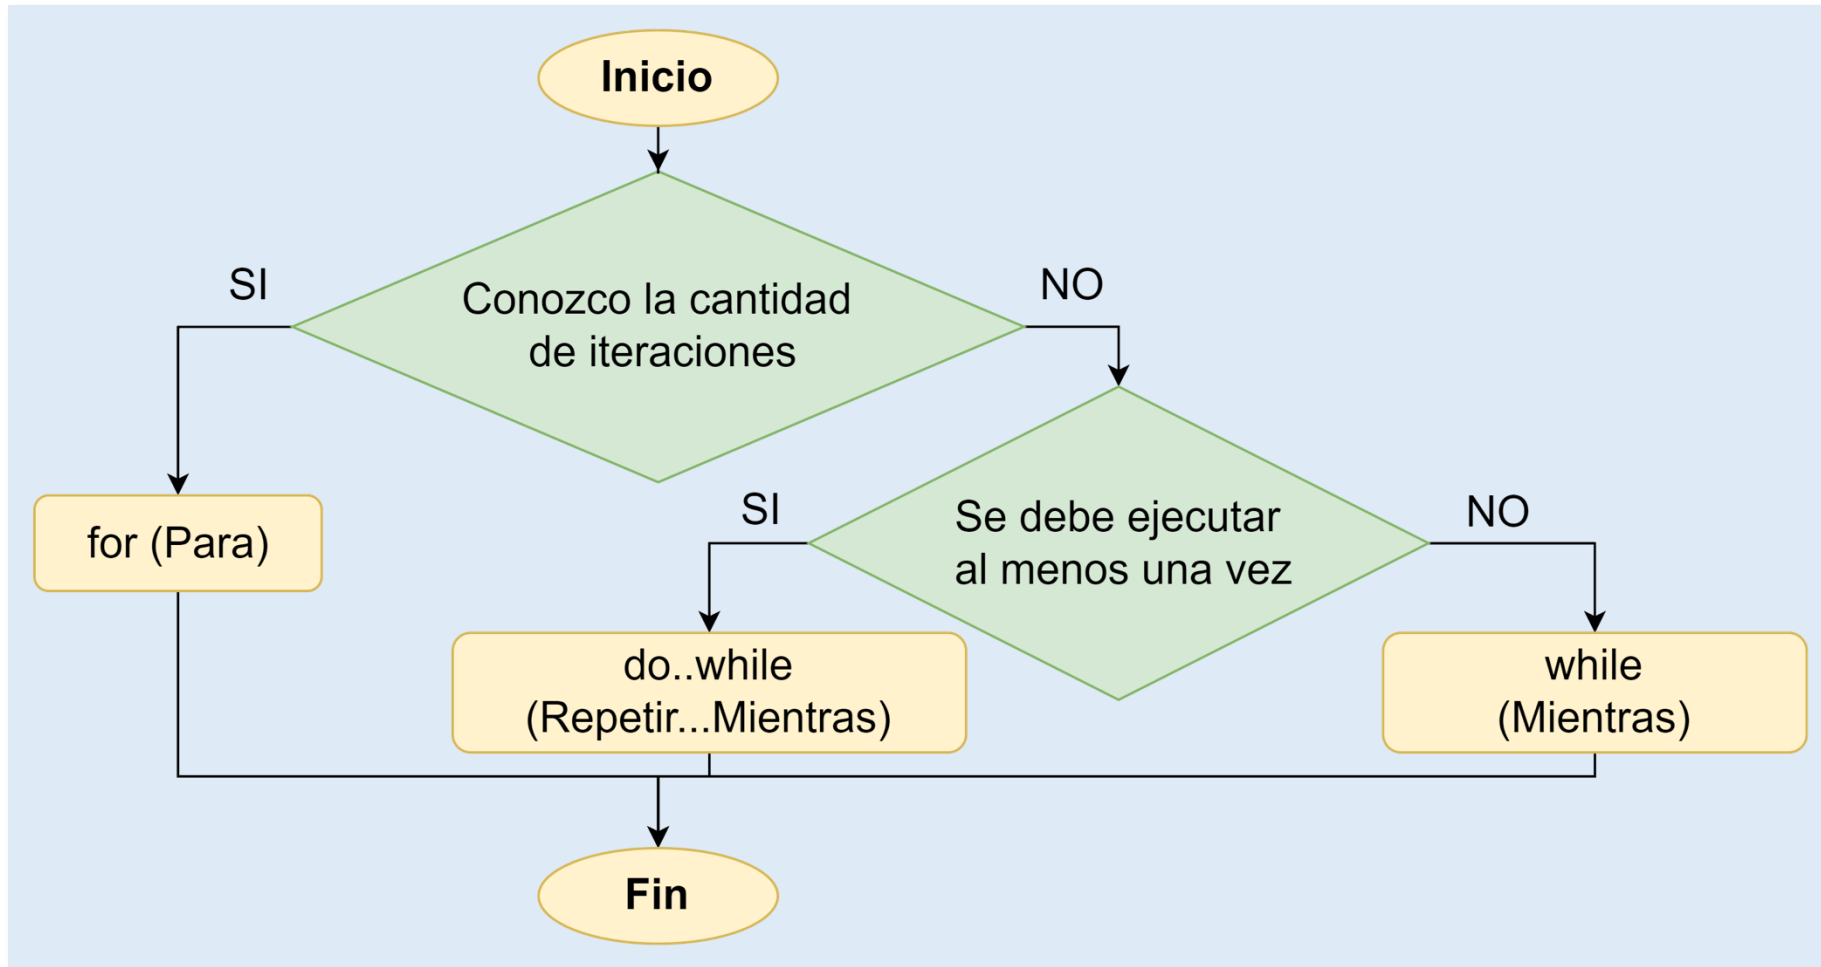 Inicio
SI
NO
Conozco la cantidad
de iteraciones
SI
NO
Se debe ejecutar
al menos una vez
for (Para)
do..while
(Repetir...Mientras)
while
(Mientras)
Fin